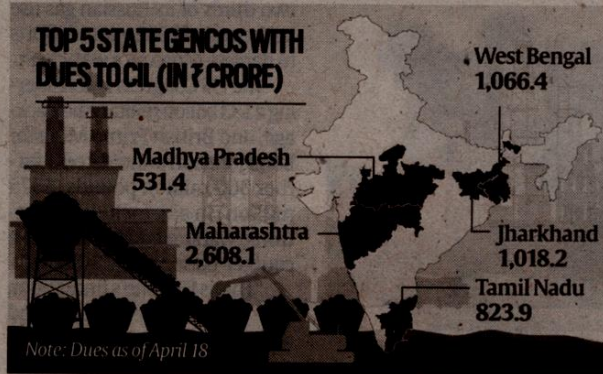 TOP 5 STATE GENCOS WITH
DUES TO CIL (IN ₹ CRORE)
West Bengal
1,066.4
Madhya Pradesh
531.4
Maharashtra
2,608.1
Jharkhand
1,018.2
Tamil Nadu
823.9
Note: Dues as of April 18